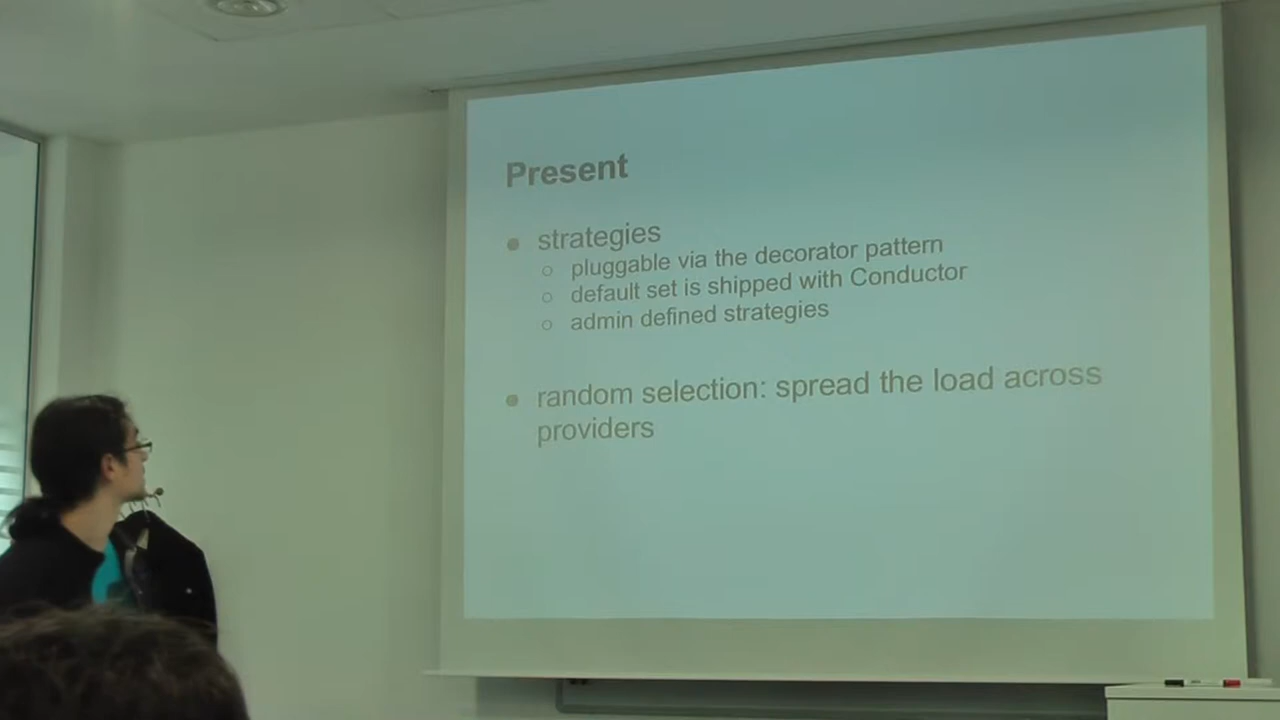 Present
strategies
pluggable via the decorator pattern
default set is shipped with Conductor
admin defined strategies
random selection: spread the load across
providers